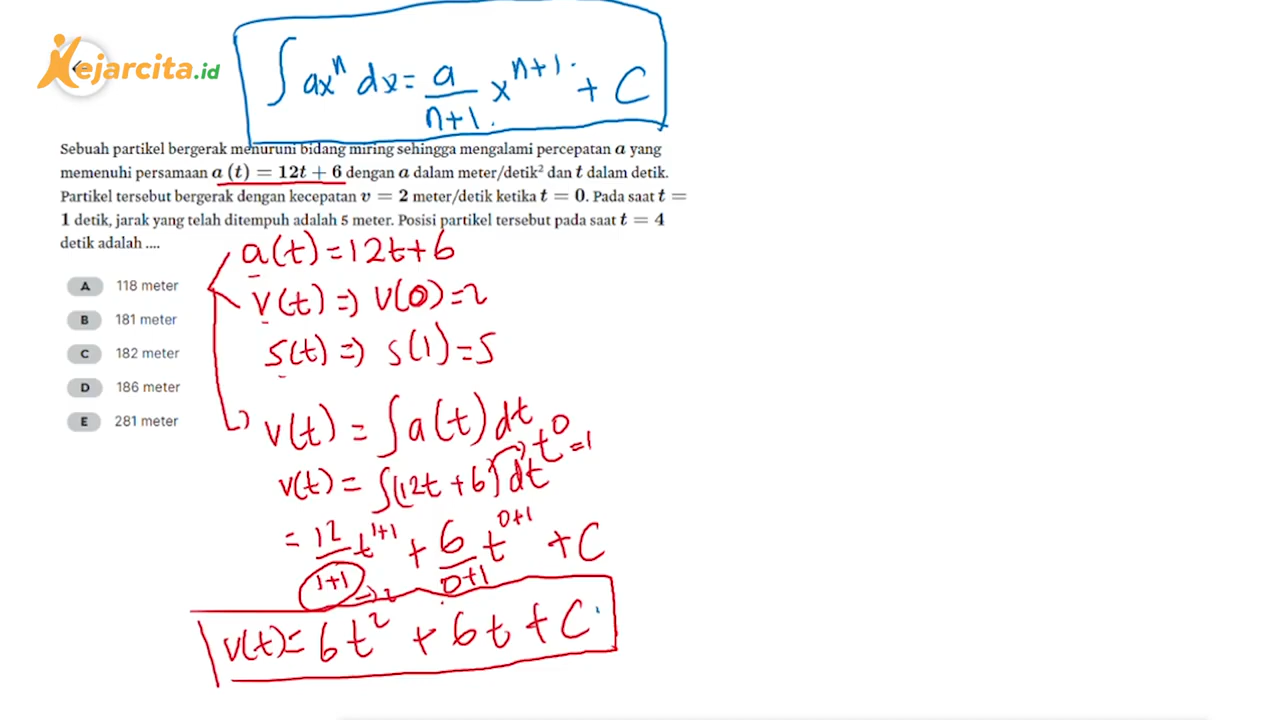 Kejarcita.id
∫ axⁿ dx = a/(n+1) xⁿ⁺¹ + C
Sebuah partikel bergerak menuruni bidang miring sehingga mengalami percepatan a yang
memenuhi persamaan a (t) = 12t + 6 dengan a dalam meter/detik² dan t dalam detik.
Partikel tersebut bergerak dengan kecepatan v = 2 meter/detik ketika t = 0. Pada saat t =
1 detik, jarak yang telah ditempuh adalah 5 meter. Posisi partikel tersebut pada saat t = 4
detik adalah ....
A 118 meter
B 181 meter
C 182 meter
D 186 meter
E 281 meter
a(t)=12t+6
v(t) => v(0)=2
s(t) => s(1)=5
v(t) = ∫a(t) dt
v(t) = ∫(12t+6) dt
t⁰=1
= 12/(1+1) t¹⁺¹ + 6/(0+1) t⁰⁺¹ + C
=> 2
v(t)= 6t² + 6t + C